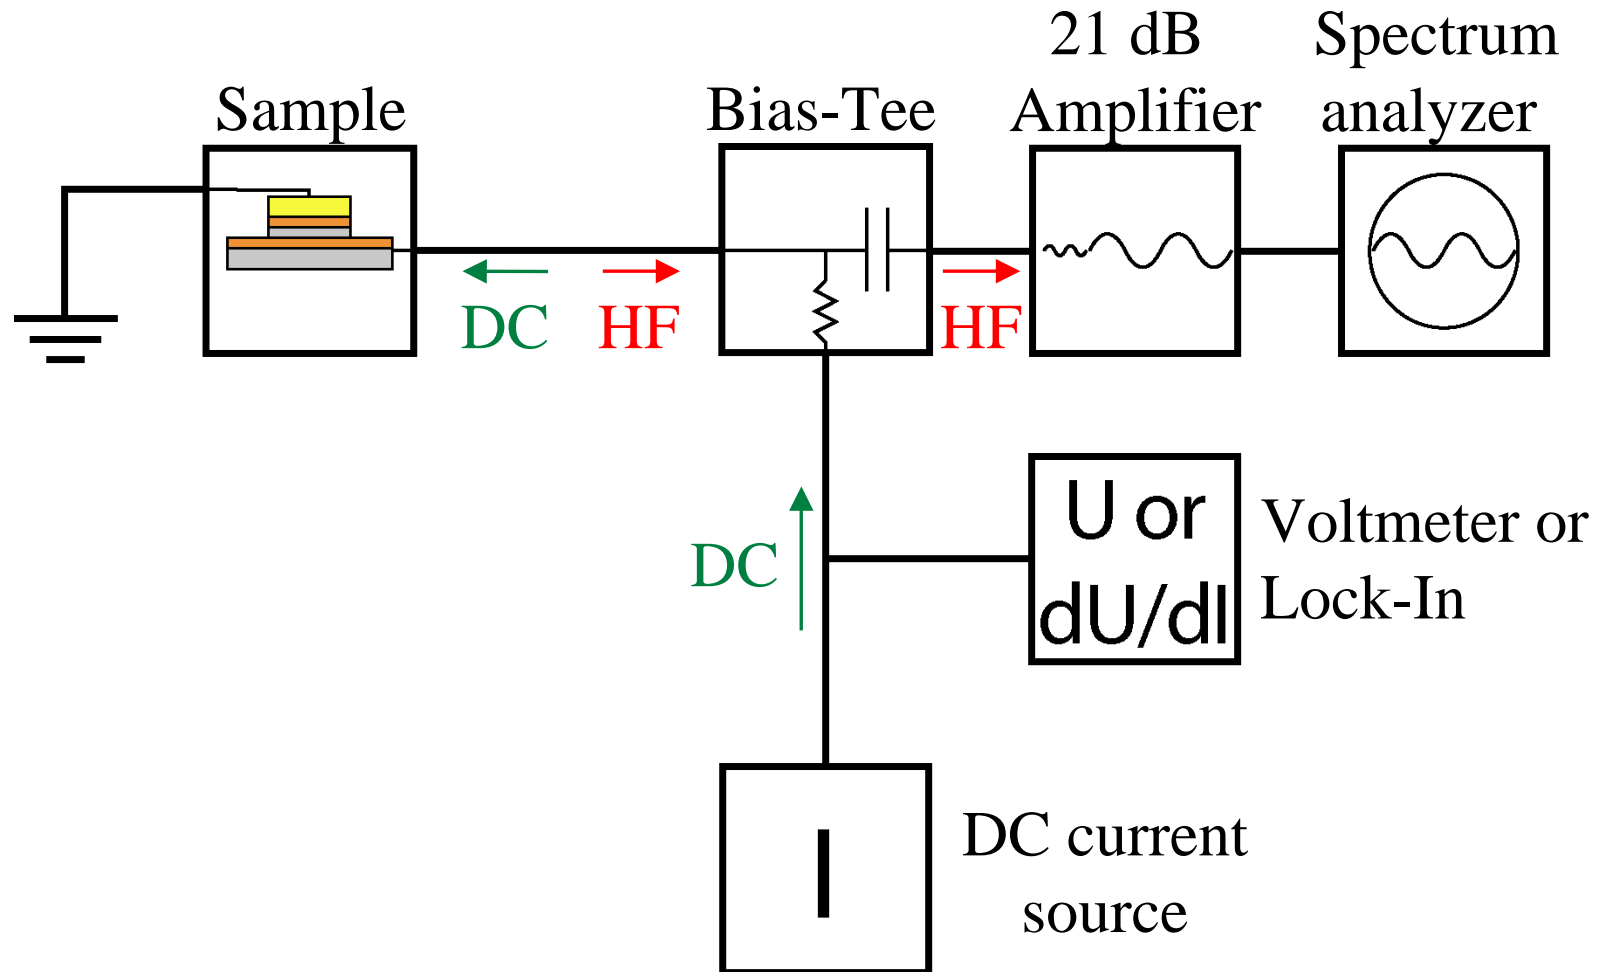 Sample
Bias-Tee
21 dB
Amplifier
Spectrum
analyzer
DC
HF
HF
DC
U or
dU/dI
Voltmeter or
Lock-In
I
DC current
source